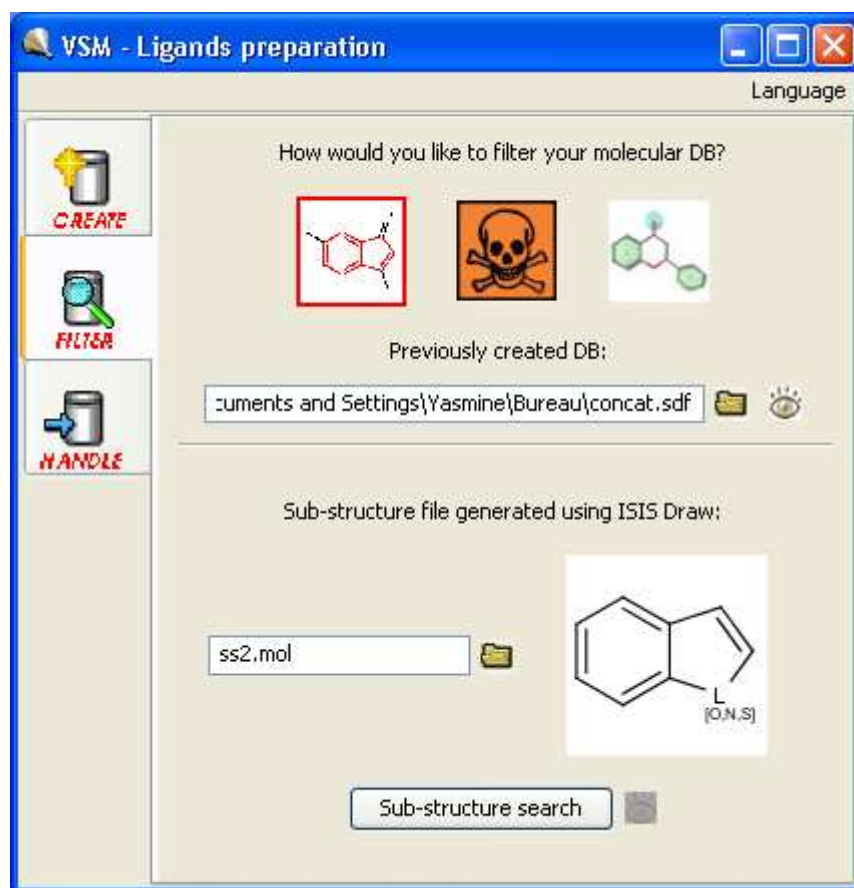 VSM - Ligands preparation
Language
CREATE
FILTER
HANDLE
How would you like to filter your molecular DB?
N
Previously created DB:
:uments and Settings\Yasmine\Bureau\concat.sdf
Sub-structure file generated using ISIS Draw:
ss2.mol
L
[O,N,S]
Sub-structure search